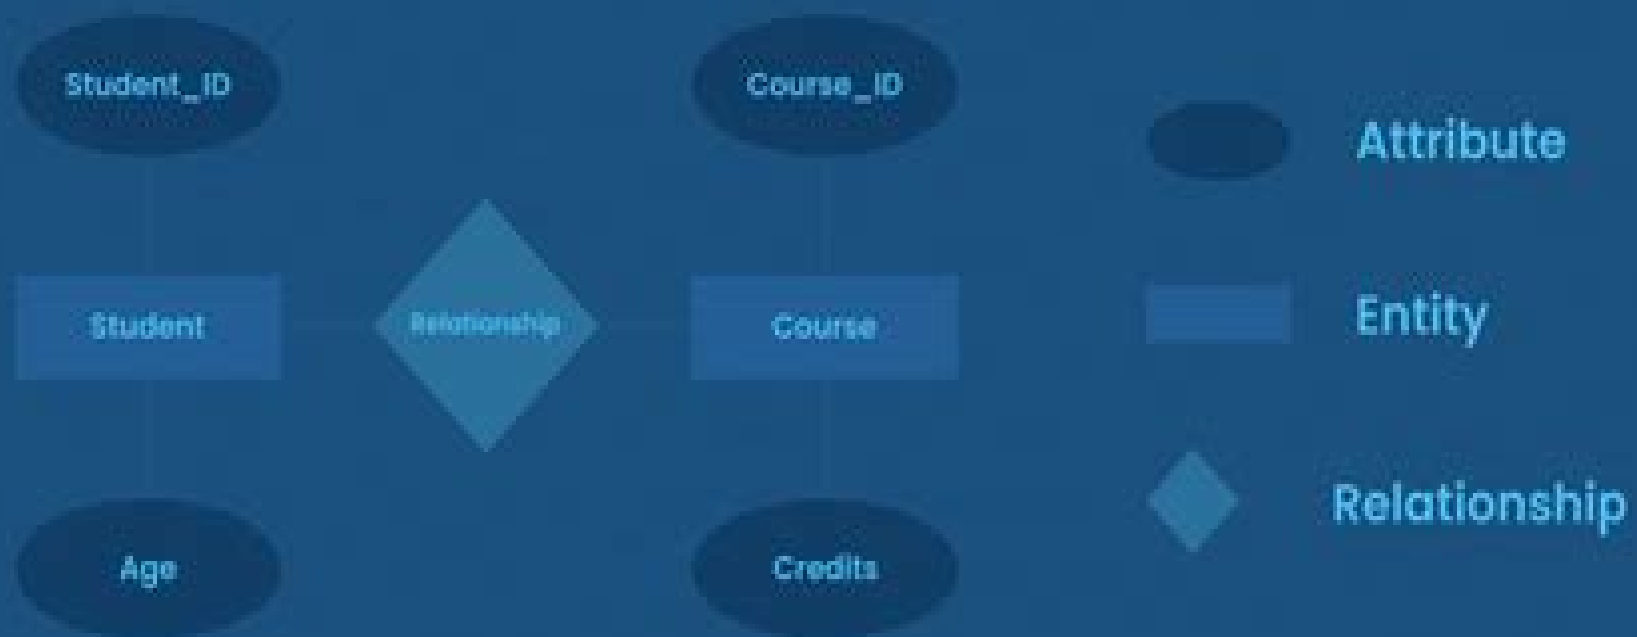 Student_ID
Course_ID
Attribute
Student
Relationship
Course
Entity
Relationship
Age
Credits